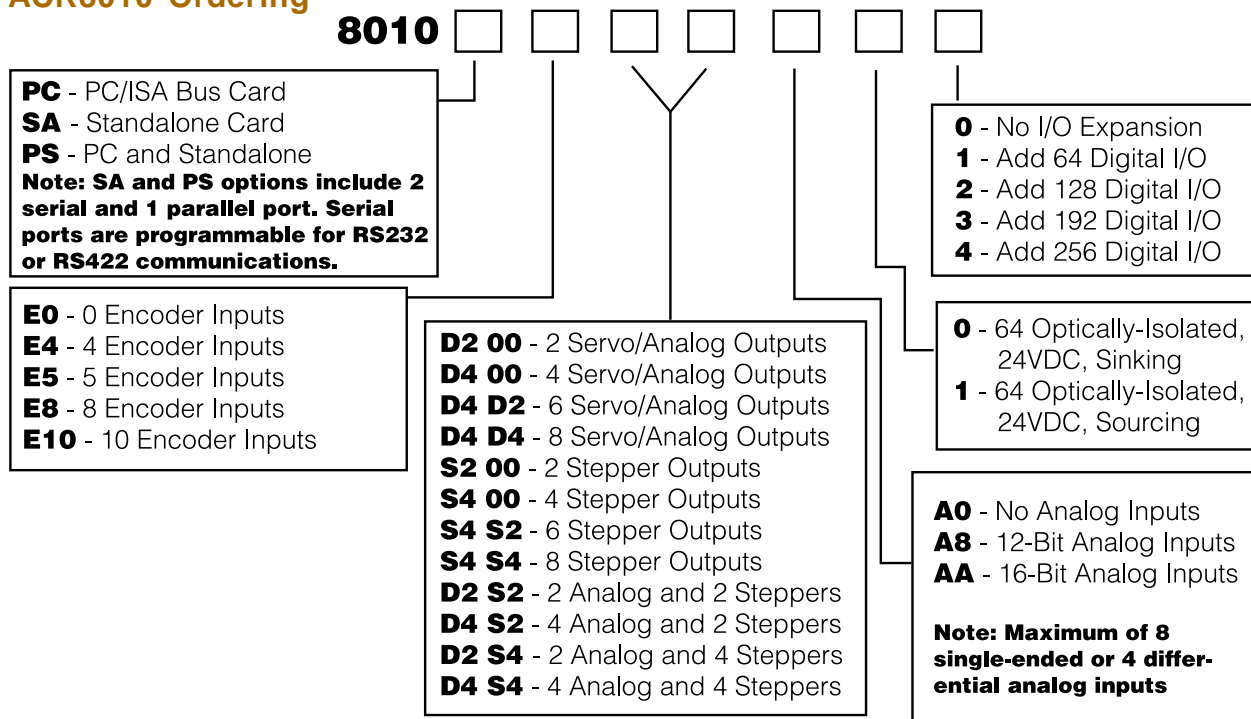 ACR8010 Ordering
8010
PC - PC/ISA Bus Card
SA - Standalone Card
PS - PC and Standalone
Note: SA and PS options include 2
serial and 1 parallel port. Serial
ports are programmable for RS232
or RS422 communications.
E0 - 0 Encoder Inputs
E4 - 4 Encoder Inputs
E5 - 5 Encoder Inputs
E8 - 8 Encoder Inputs
E10 - 10 Encoder Inputs
D2 00 - 2 Servo/Analog Outputs
D4 00 - 4 Servo/Analog Outputs
D4 D2 - 6 Servo/Analog Outputs
D4 D4 - 8 Servo/Analog Outputs
S2 00 - 2 Stepper Outputs
S4 00 - 4 Stepper Outputs
S4 S2 - 6 Stepper Outputs
S4 S4 - 8 Stepper Outputs
D2 S2 - 2 Analog and 2 Steppers
D4 S2 - 4 Analog and 2 Steppers
D2 S4 - 2 Analog and 4 Steppers
D4 S4 - 4 Analog and 4 Steppers
0 - No I/O Expansion
1 - Add 64 Digital I/O
2 - Add 128 Digital I/O
3 - Add 192 Digital I/O
4 - Add 256 Digital I/O
0 - 64 Optically-Isolated,
24VDC, Sinking
1 - 64 Optically-Isolated,
24VDC, Sourcing
A0 - No Analog Inputs
A8 - 12-Bit Analog Inputs
AA - 16-Bit Analog Inputs
Note: Maximum of 8
single-ended or 4 differ-
ential analog inputs